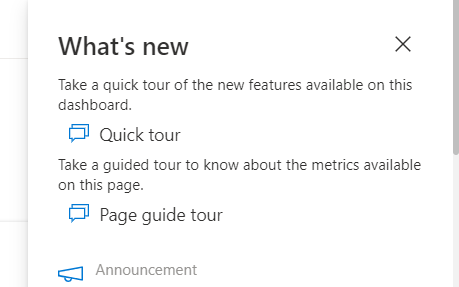 What's new
Take a quick tour of the new features available on this
dashboard.
Quick tour
Take a guided tour to know about the metrics available
on this page.
Page guide tour
Announcement